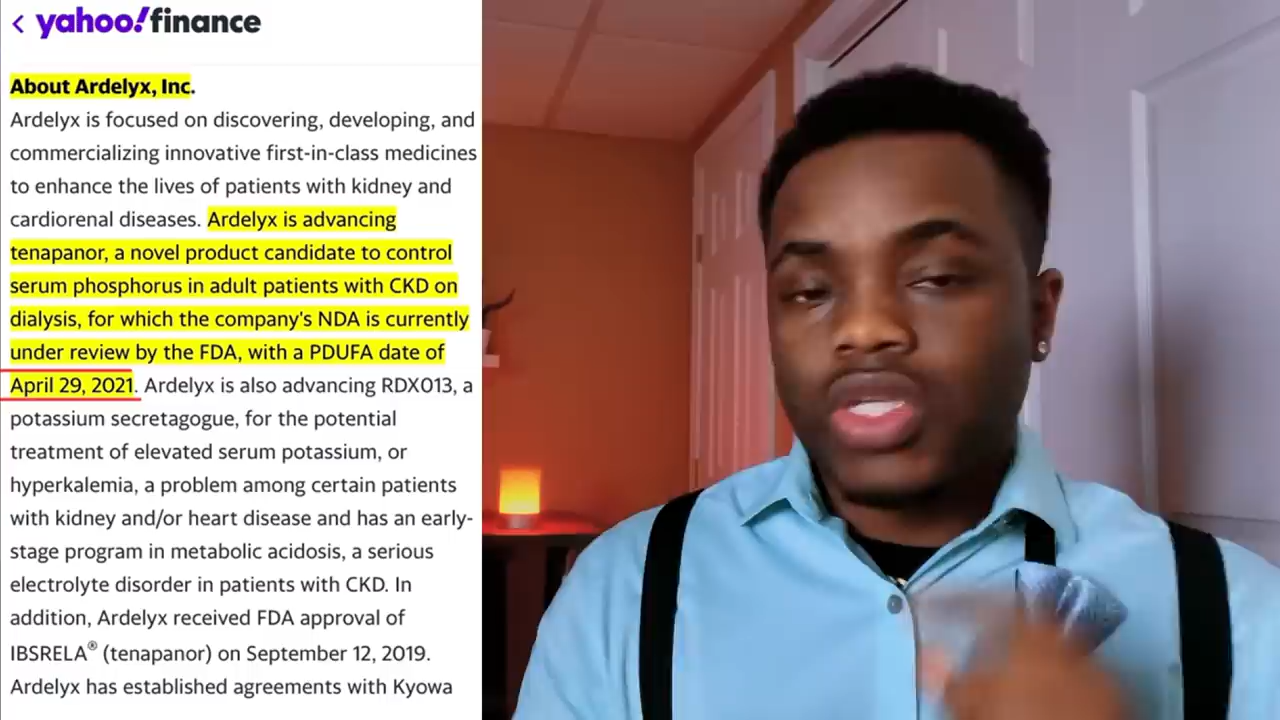 yahoo!finance
About Ardelyx, Inc.
Ardelyx is focused on discovering, developing, and
commercializing innovative first-in-class medicines
to enhance the lives of patients with kidney and
cardiorenal diseases. Ardelyx is advancing
tenapanor, a novel product candidate to control
serum phosphorus in adult patients with CKD on
dialysis, for which the company's NDA is currently
under review by the FDA, with a PDUFA date of
April 29, 2021. Ardelyx is also advancing RDX013, a
potassium secretagogue, for the potential
treatment of elevated serum potassium, or
hyperkalemia, a problem among certain patients
with kidney and/or heart disease and has an early-
stage program in metabolic acidosis, a serious
electrolyte disorder in patients with CKD. In
addition, Ardelyx received FDA approval of
IBSRELA® (tenapanor) on September 12, 2019.
Ardelyx has established agreements with Kyowa